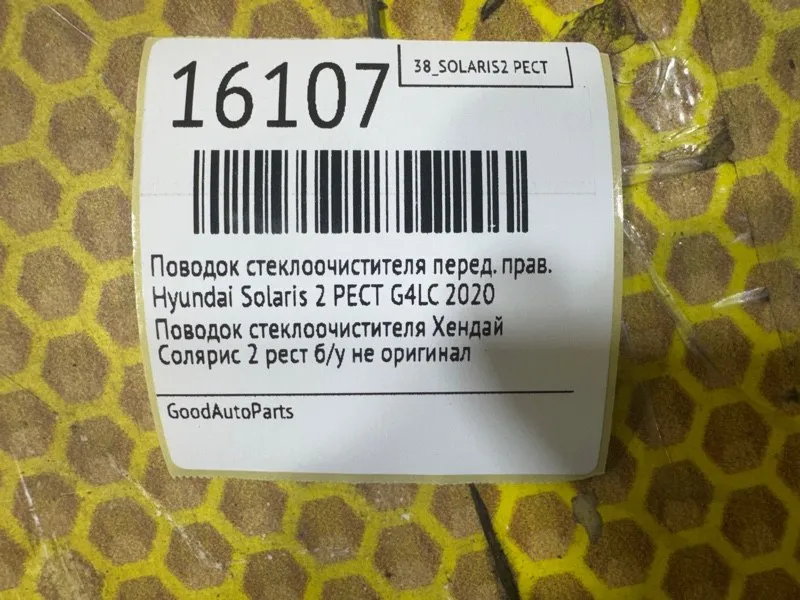 16107
38_SOLARIS2 РЕСТ
Поводок стеклоочистителя перед. прав.
Hyundai Solaris 2 РЕСТ G4LC 2020
Поводок стеклоочистителя Хендай
Солярис 2 рест б/у не оригинал
GoodAutoParts